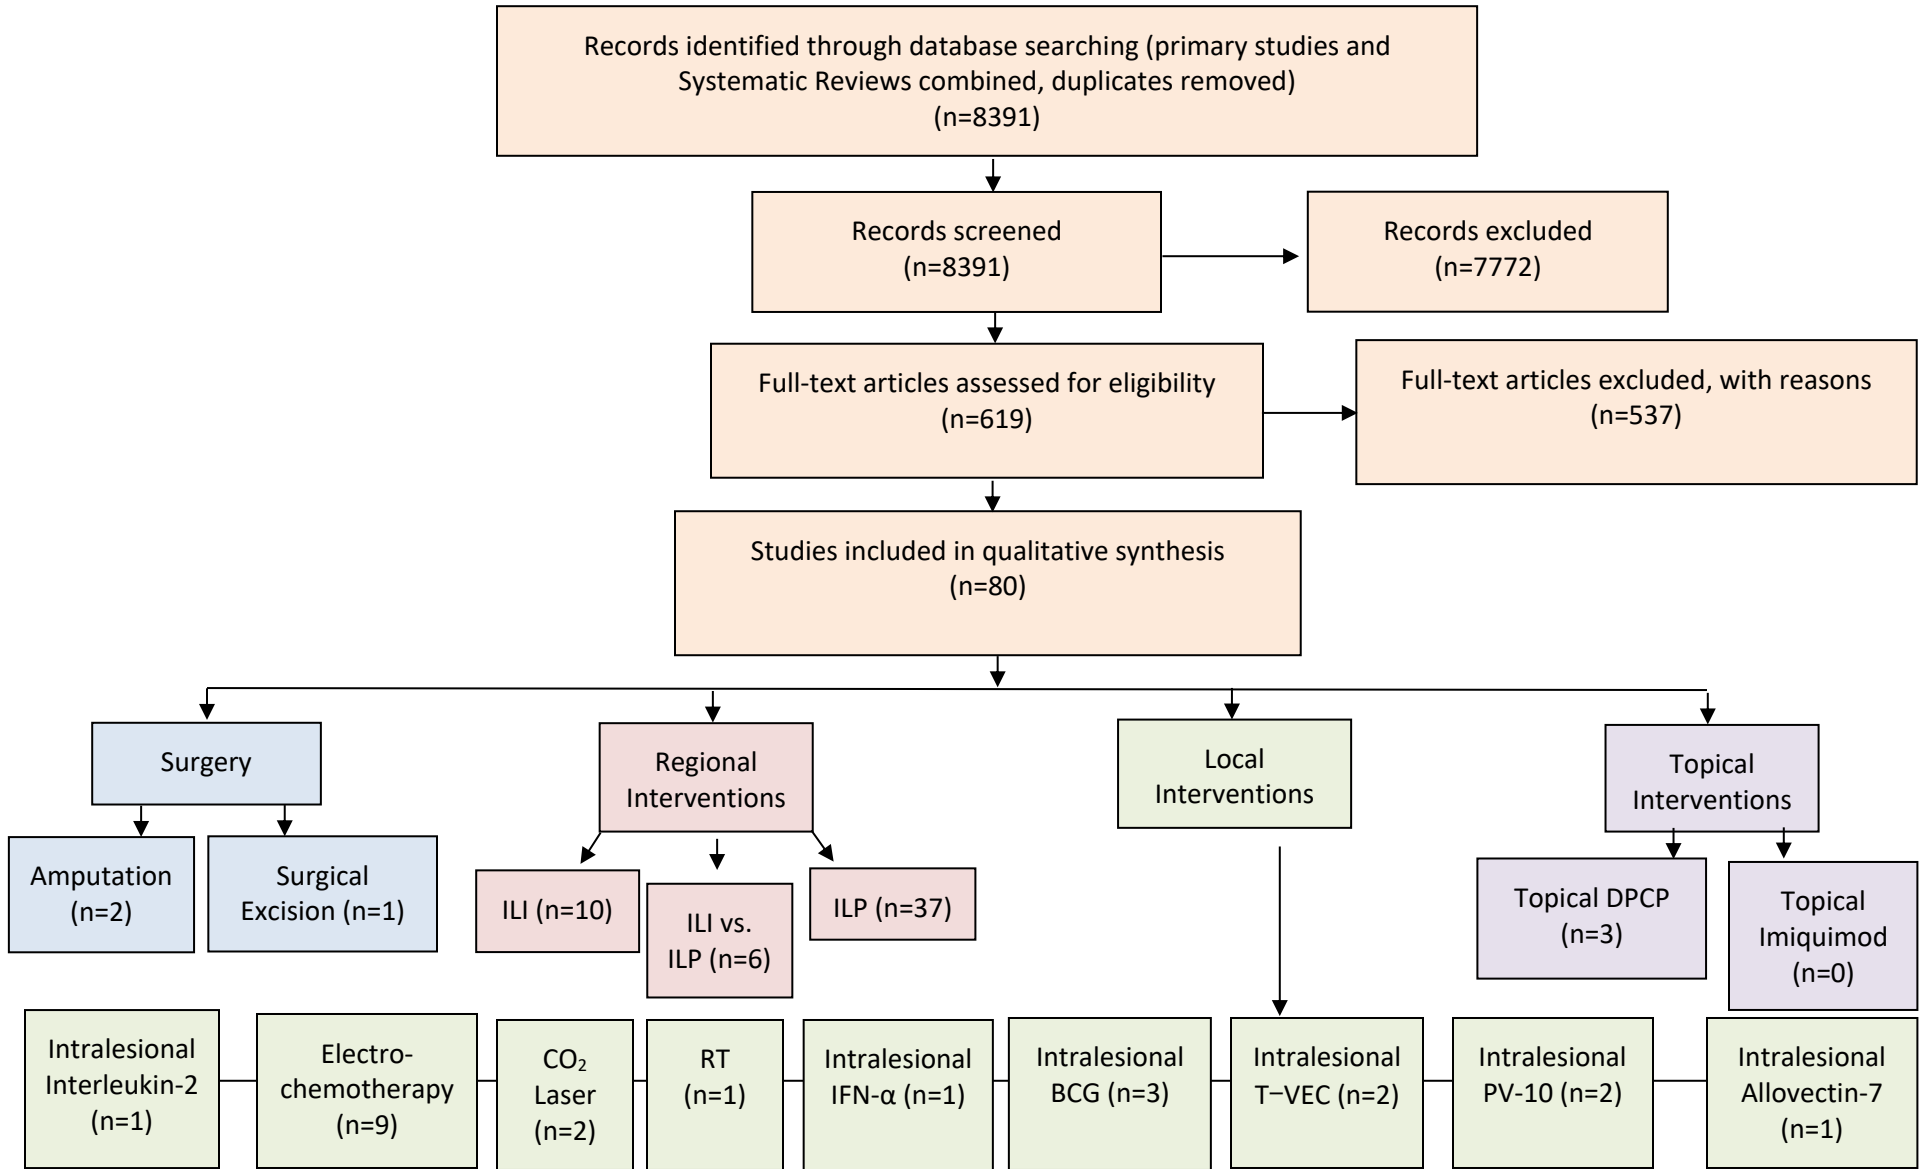 Records identified through database searching (primary studies and
Systematic Reviews combined, duplicates removed)
(n=8391)
Records screened
(n=8391)
Records excluded
(n=7772)
Full-text articles assessed for eligibility
(n=619)
Full-text articles excluded, with reasons
(n=537)
Studies included in qualitative synthesis
(n=80)
Surgery
Regional
Interventions
Local
Interventions
Topical
Interventions
Amputation
(n=2)
Surgical
Excision (n=1)
ILI (n=10)
ILI vs.
ILP (n=6)
ILP (n=37)
Topical DPCP
(n=3)
Topical
Imiquimod
(n=0)
Intralesional
Interleukin-2
(n=1)
Electro-
chemotherapy
(n=9)
CO₂
Laser
(n=2)
RT
(n=1)
Intralesional
IFN-α (n=1)
Intralesional
BCG (n=3)
Intralesional
T–VEC (n=2)
Intralesional
PV-10 (n=2)
Intralesional
Allovectin-7
(n=1)